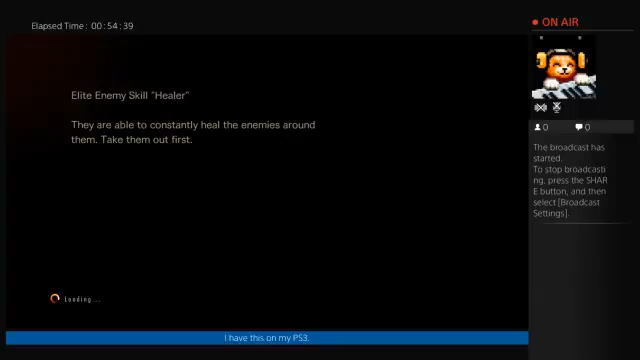 Elapsed Time : 00 : 54 : 39
ON AIR
Elite Enemy Skill "Healer"
They are able to constantly heal the enemies around
them. Take them out first.
Loading...
0
0
The broadcast has
started.
To stop broadcasti
ng, press the SHAR
E button, and then
select [Broadcast
Settings].
I have this on my PS3.